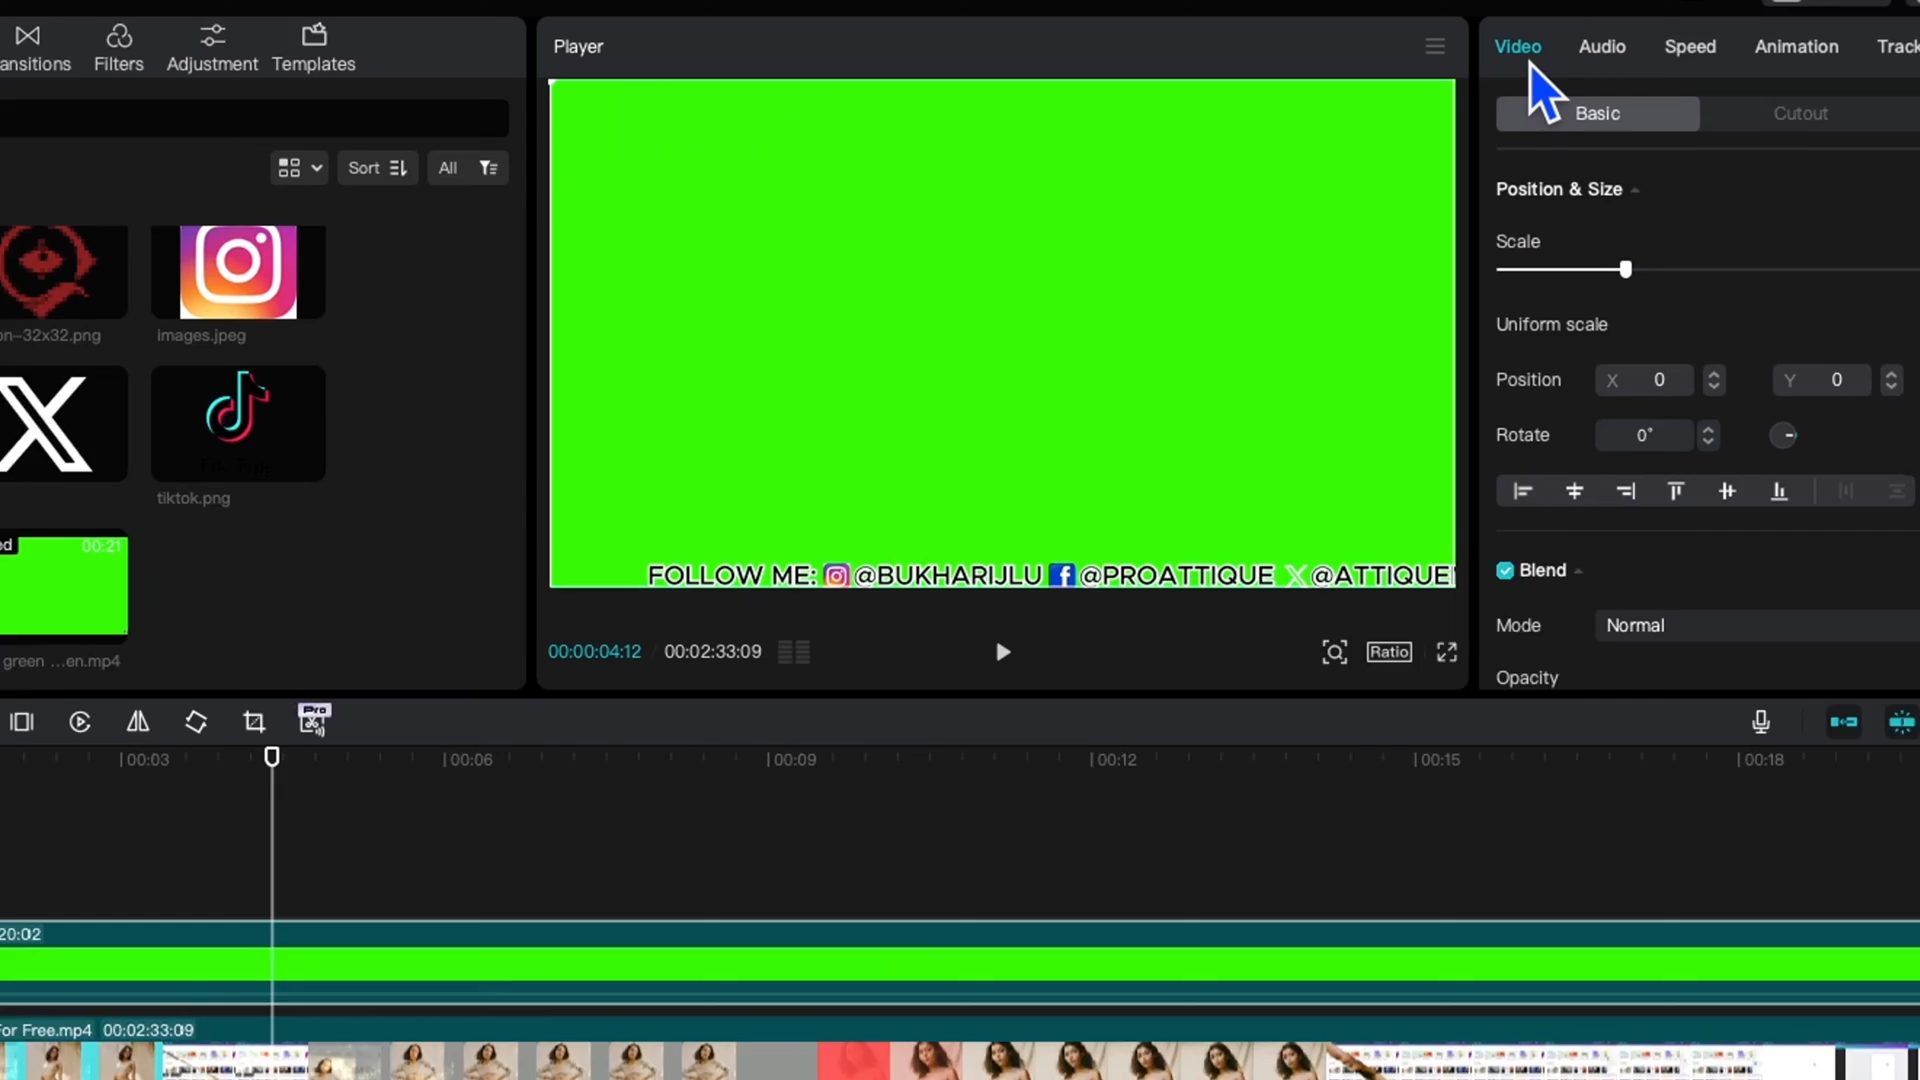 ansitions
Filters
Adjustment
Templates
Sort
All
on-32x32.png
images.jpeg
tiktok.png
ed
00:21
green ...en.mp4
Player
FOLLOW ME: @BUKHARIJLU @PROATTIQUE @ATTIQUE
00:00:04:12 / 00:02:33:09
Ratio
Video
Audio
Speed
Animation
Track
Basic
Cutout
Position & Size
Scale
Uniform scale
Position
X 0
Y 0
Rotate
0°
Blend
Mode
Normal
Opacity
Pro
00:03
00:06
00:09
00:12
00:15
00:18
20:02
For Free.mp4 00:02:33:09